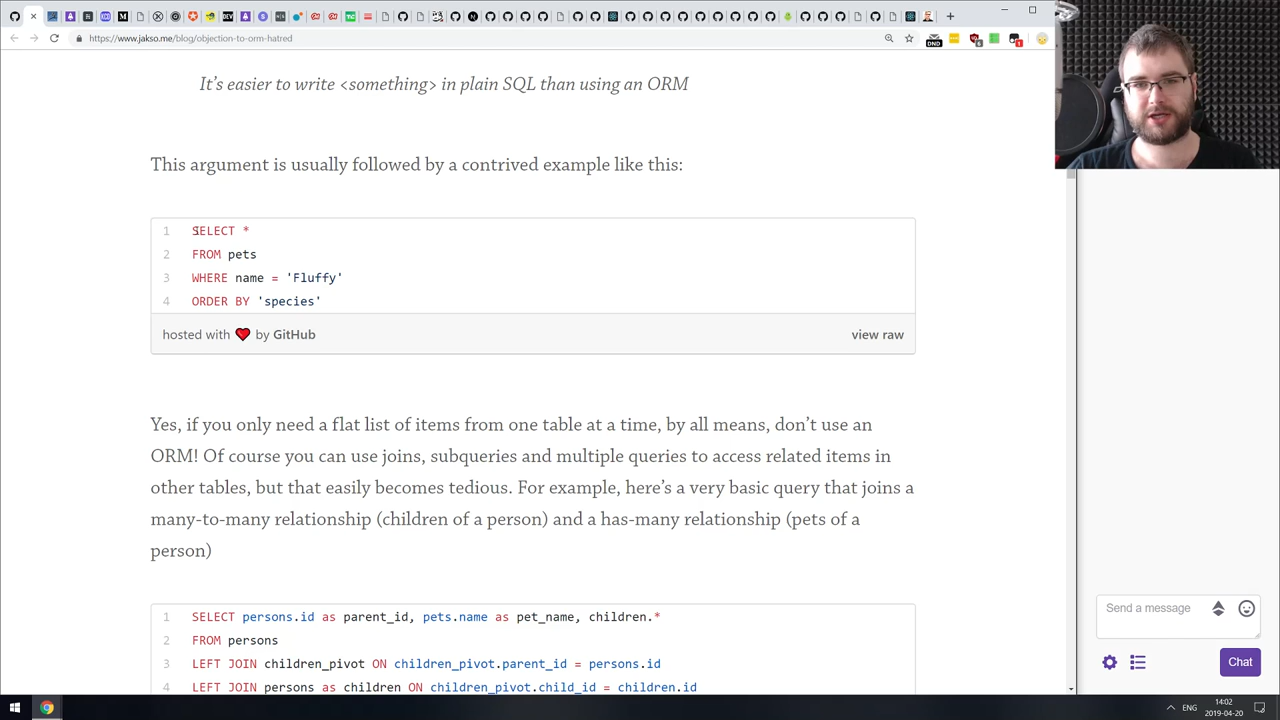 https://www.jakso.me/blog/objection-to-orm-hatred
DND
It's easier to write <something> in plain SQL than using an ORM
This argument is usually followed by a contrived example like this:
1 SELECT *
2 FROM pets
3 WHERE name = 'Fluffy'
4 ORDER BY 'species'
hosted with ❤ by GitHub
view raw
Yes, if you only need a flat list of items from one table at a time, by all means, don't use an
ORM! Of course you can use joins, subqueries and multiple queries to access related items in
other tables, but that easily becomes tedious. For example, here's a very basic query that joins a
many-to-many relationship (children of a person) and a has-many relationship (pets of a
person)
1 SELECT persons.id as parent_id, pets.name as pet_name, children.*
2 FROM persons
3 LEFT JOIN children_pivot ON children_pivot.parent_id = persons.id
4 LEFT JOIN persons as children ON children_pivot.child_id = children.id
Send a message
Chat
ENG
14:02
2019-04-20